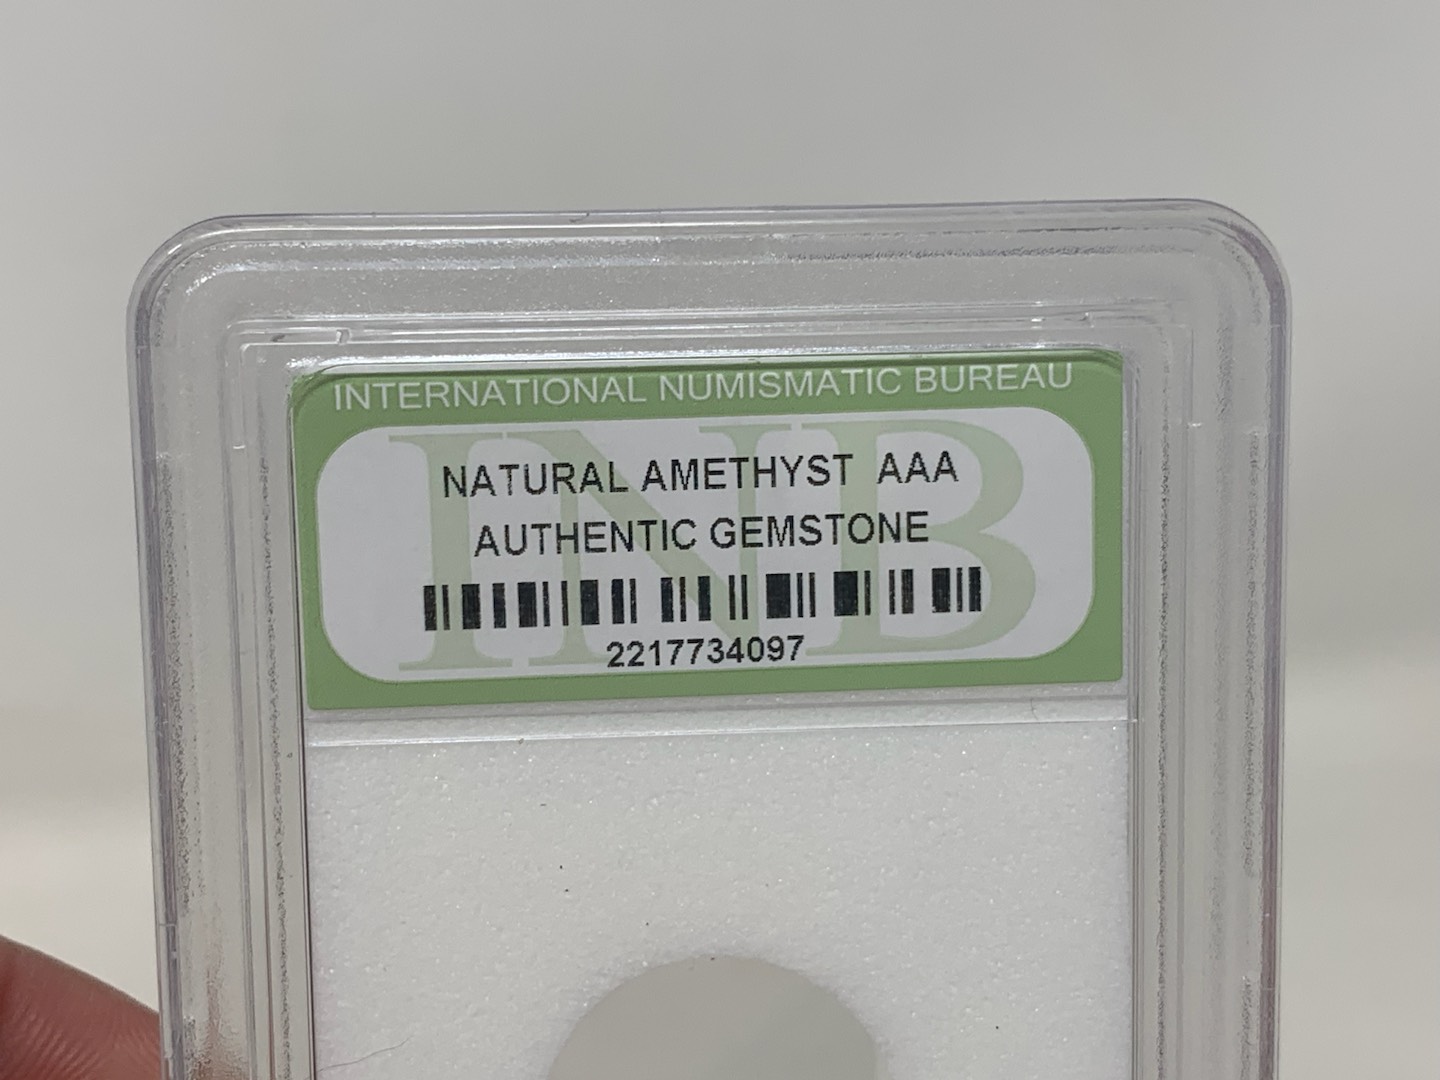 INTERNATIONAL NUMISMATIC BUREAU
INB
NATURAL AMETHYST AAA
AUTHENTIC GEMSTONE
2217734097